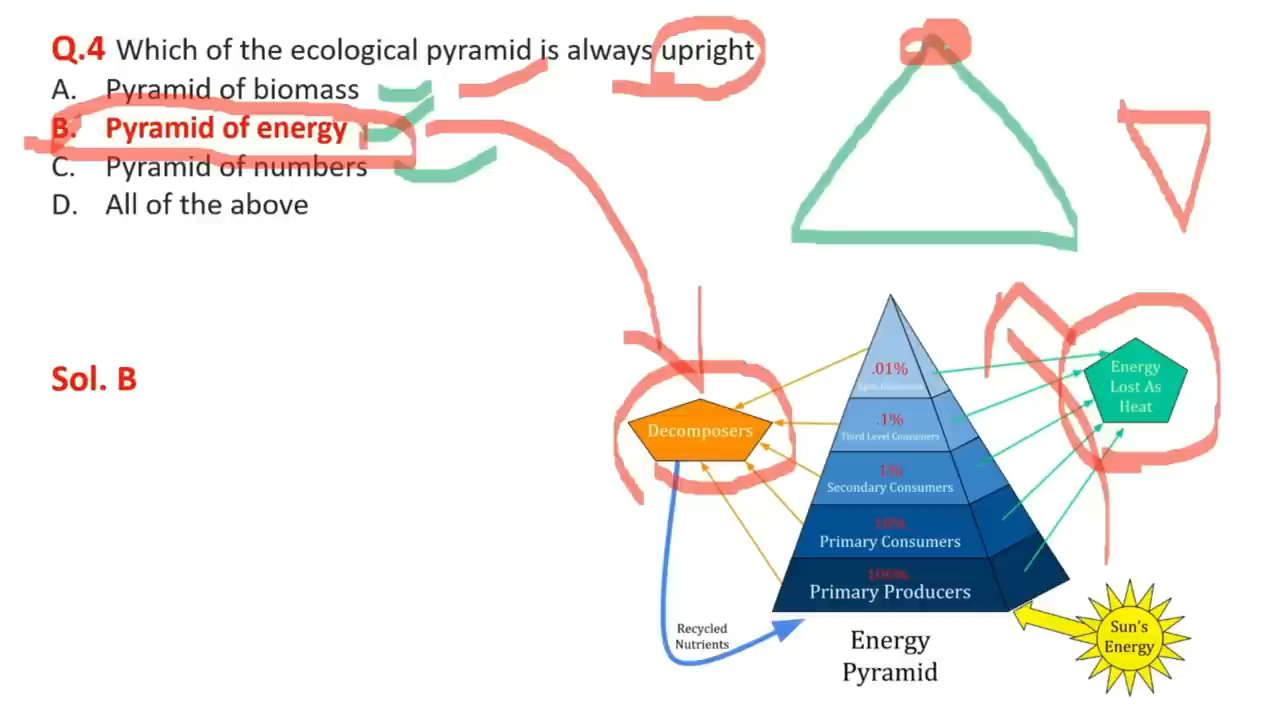 Q.4 Which of the ecological pyramid is always upright
A. Pyramid of biomass
B. Pyramid of energy
C. Pyramid of numbers
D. All of the above
Sol. B
.01%
.1%
Third Level Consumers
1%
Secondary Consumers
10%
Primary Consumers
100%
Primary Producers
Decomposers
Energy
Lost As
Heat
Recycled
Nutrients
Sun's
Energy
Energy
Pyramid